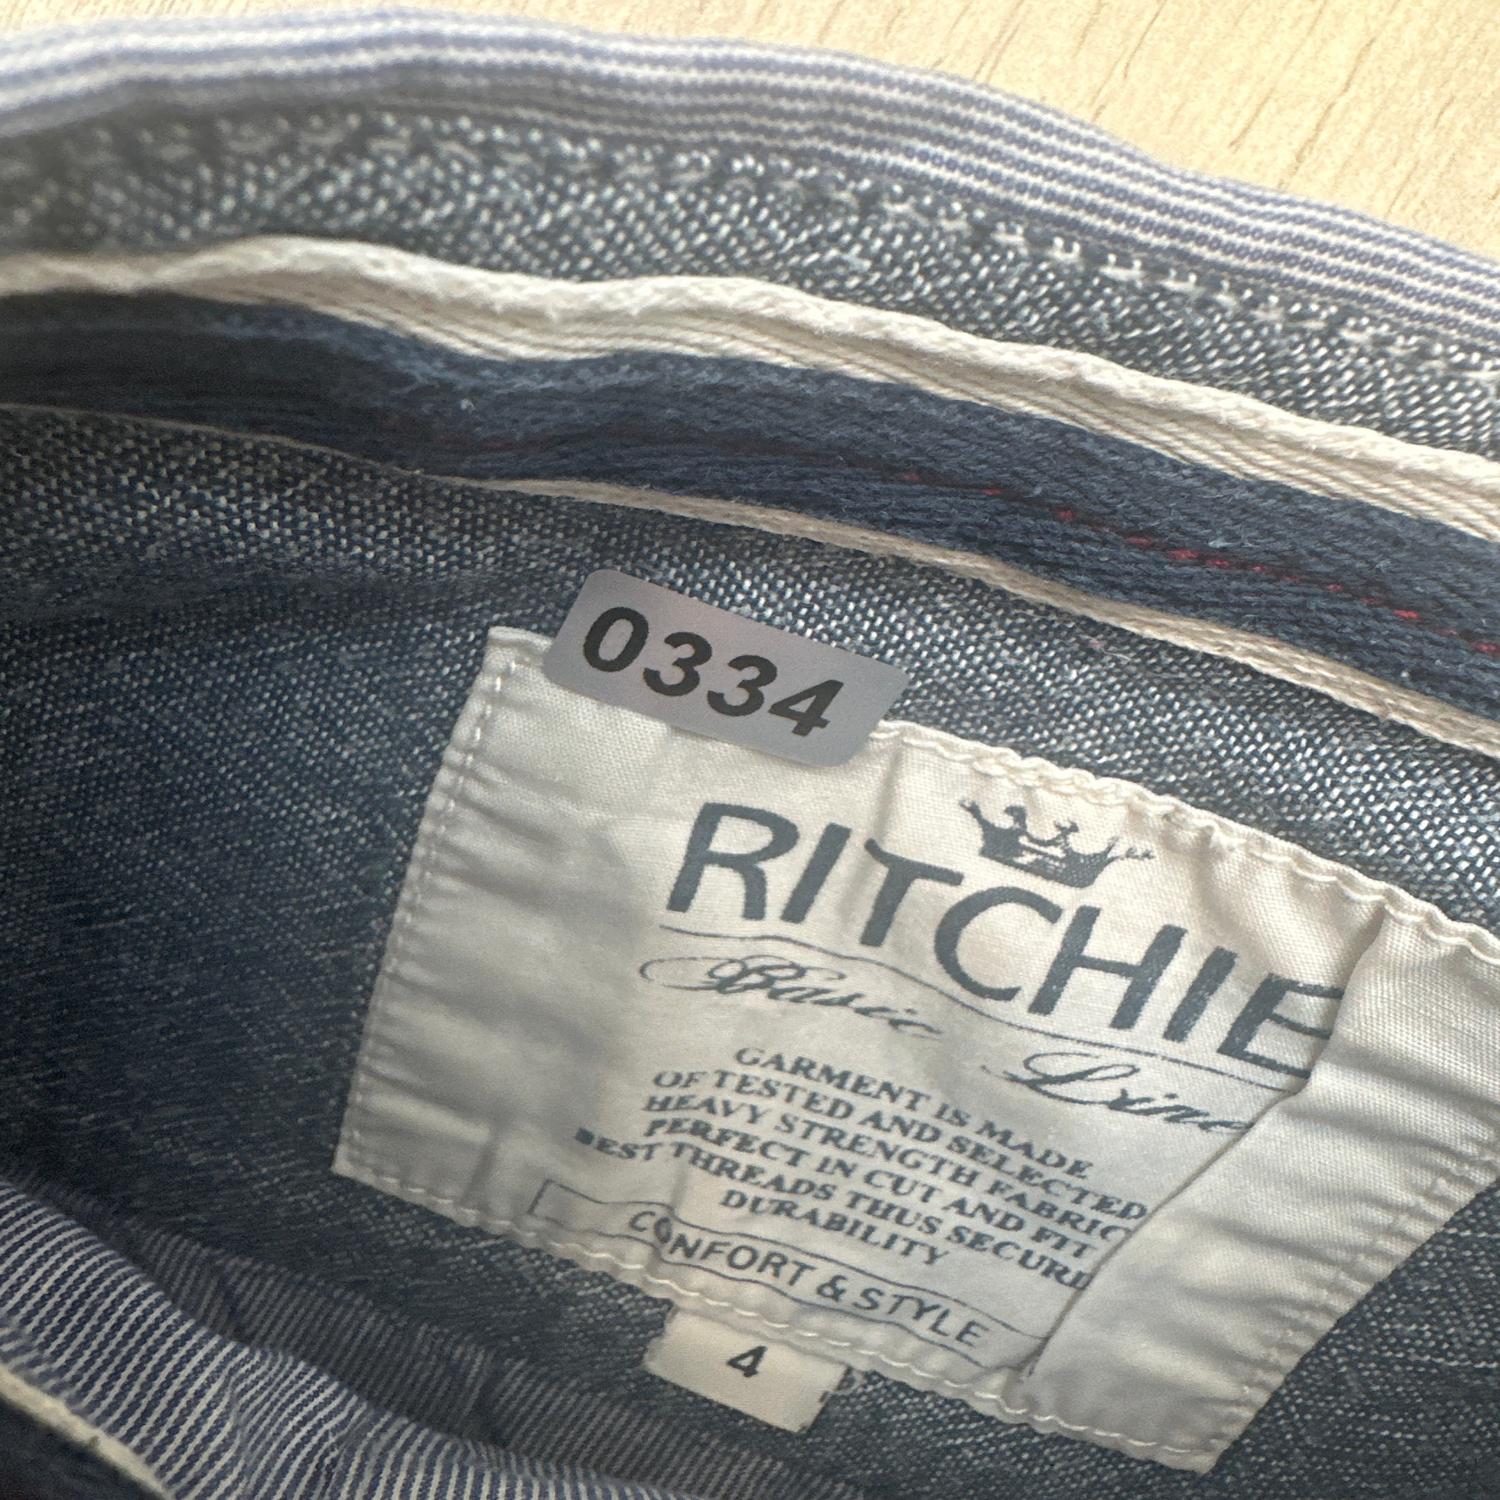 0334
RITCHIE
Basic Line
GARMENT IS MADE
OF TESTED AND SELECTED
HEAVY STRENGTH FABRIC
PERFECT IN CUT AND FIT
BEST THREADS THUS SECURE
DURABILITY
CONFORT & STYLE
4